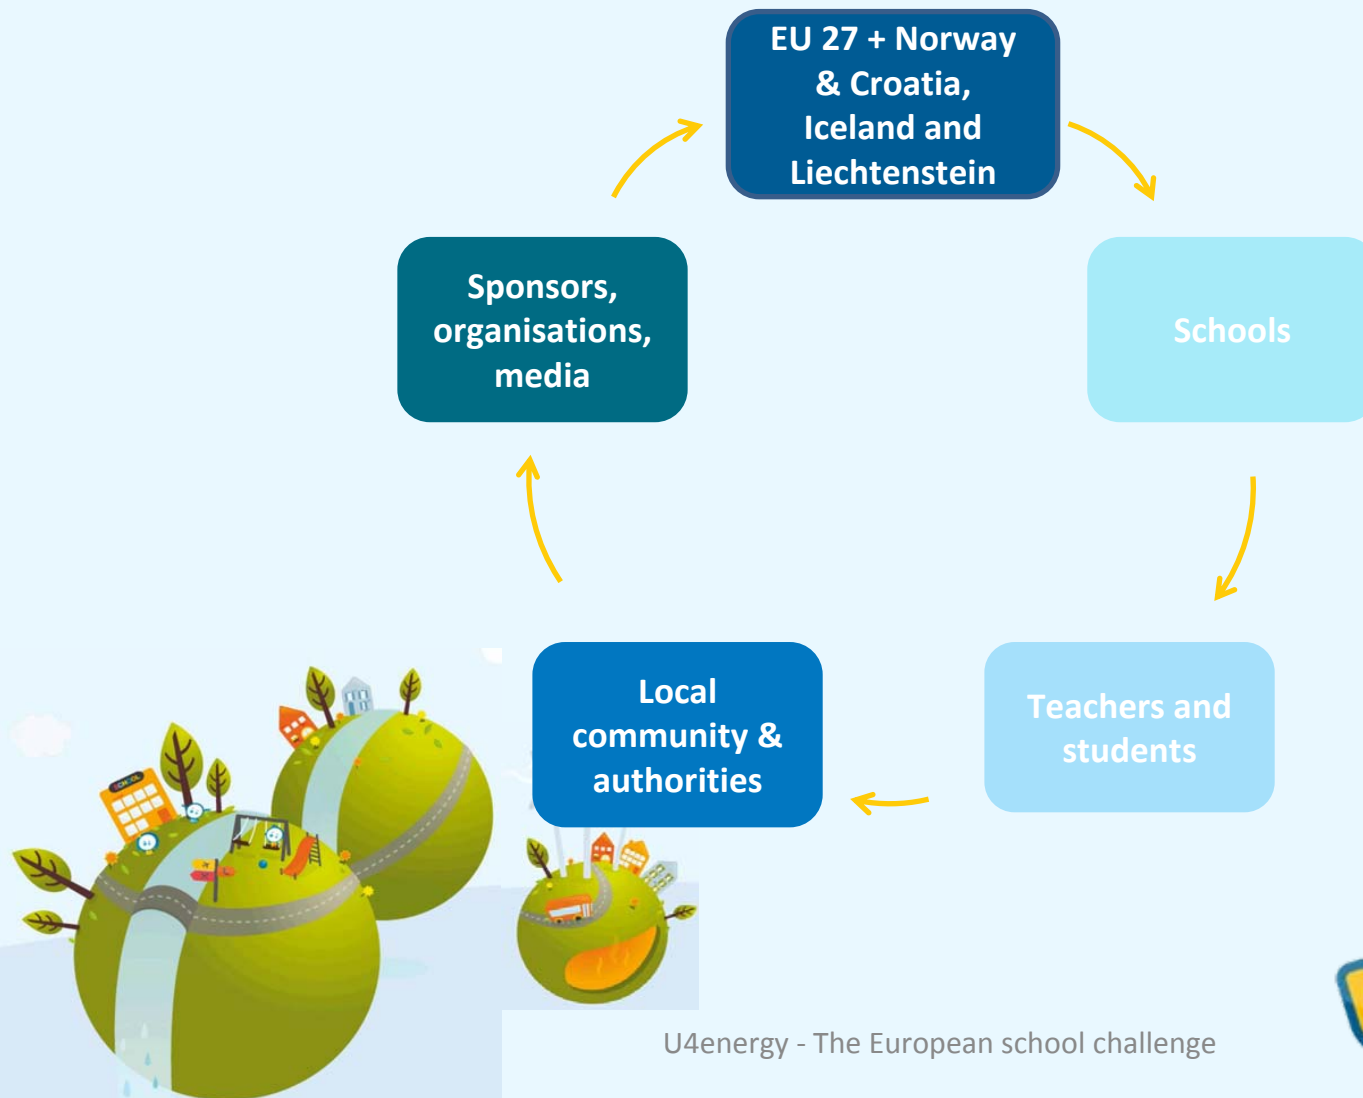 EU 27 + Norway
& Croatia,
Iceland and
Liechtenstein
Sponsors,
organisations,
media
Schools
Local
community &
authorities
Teachers and
students
SCHOOL
U4energy - The European school challenge